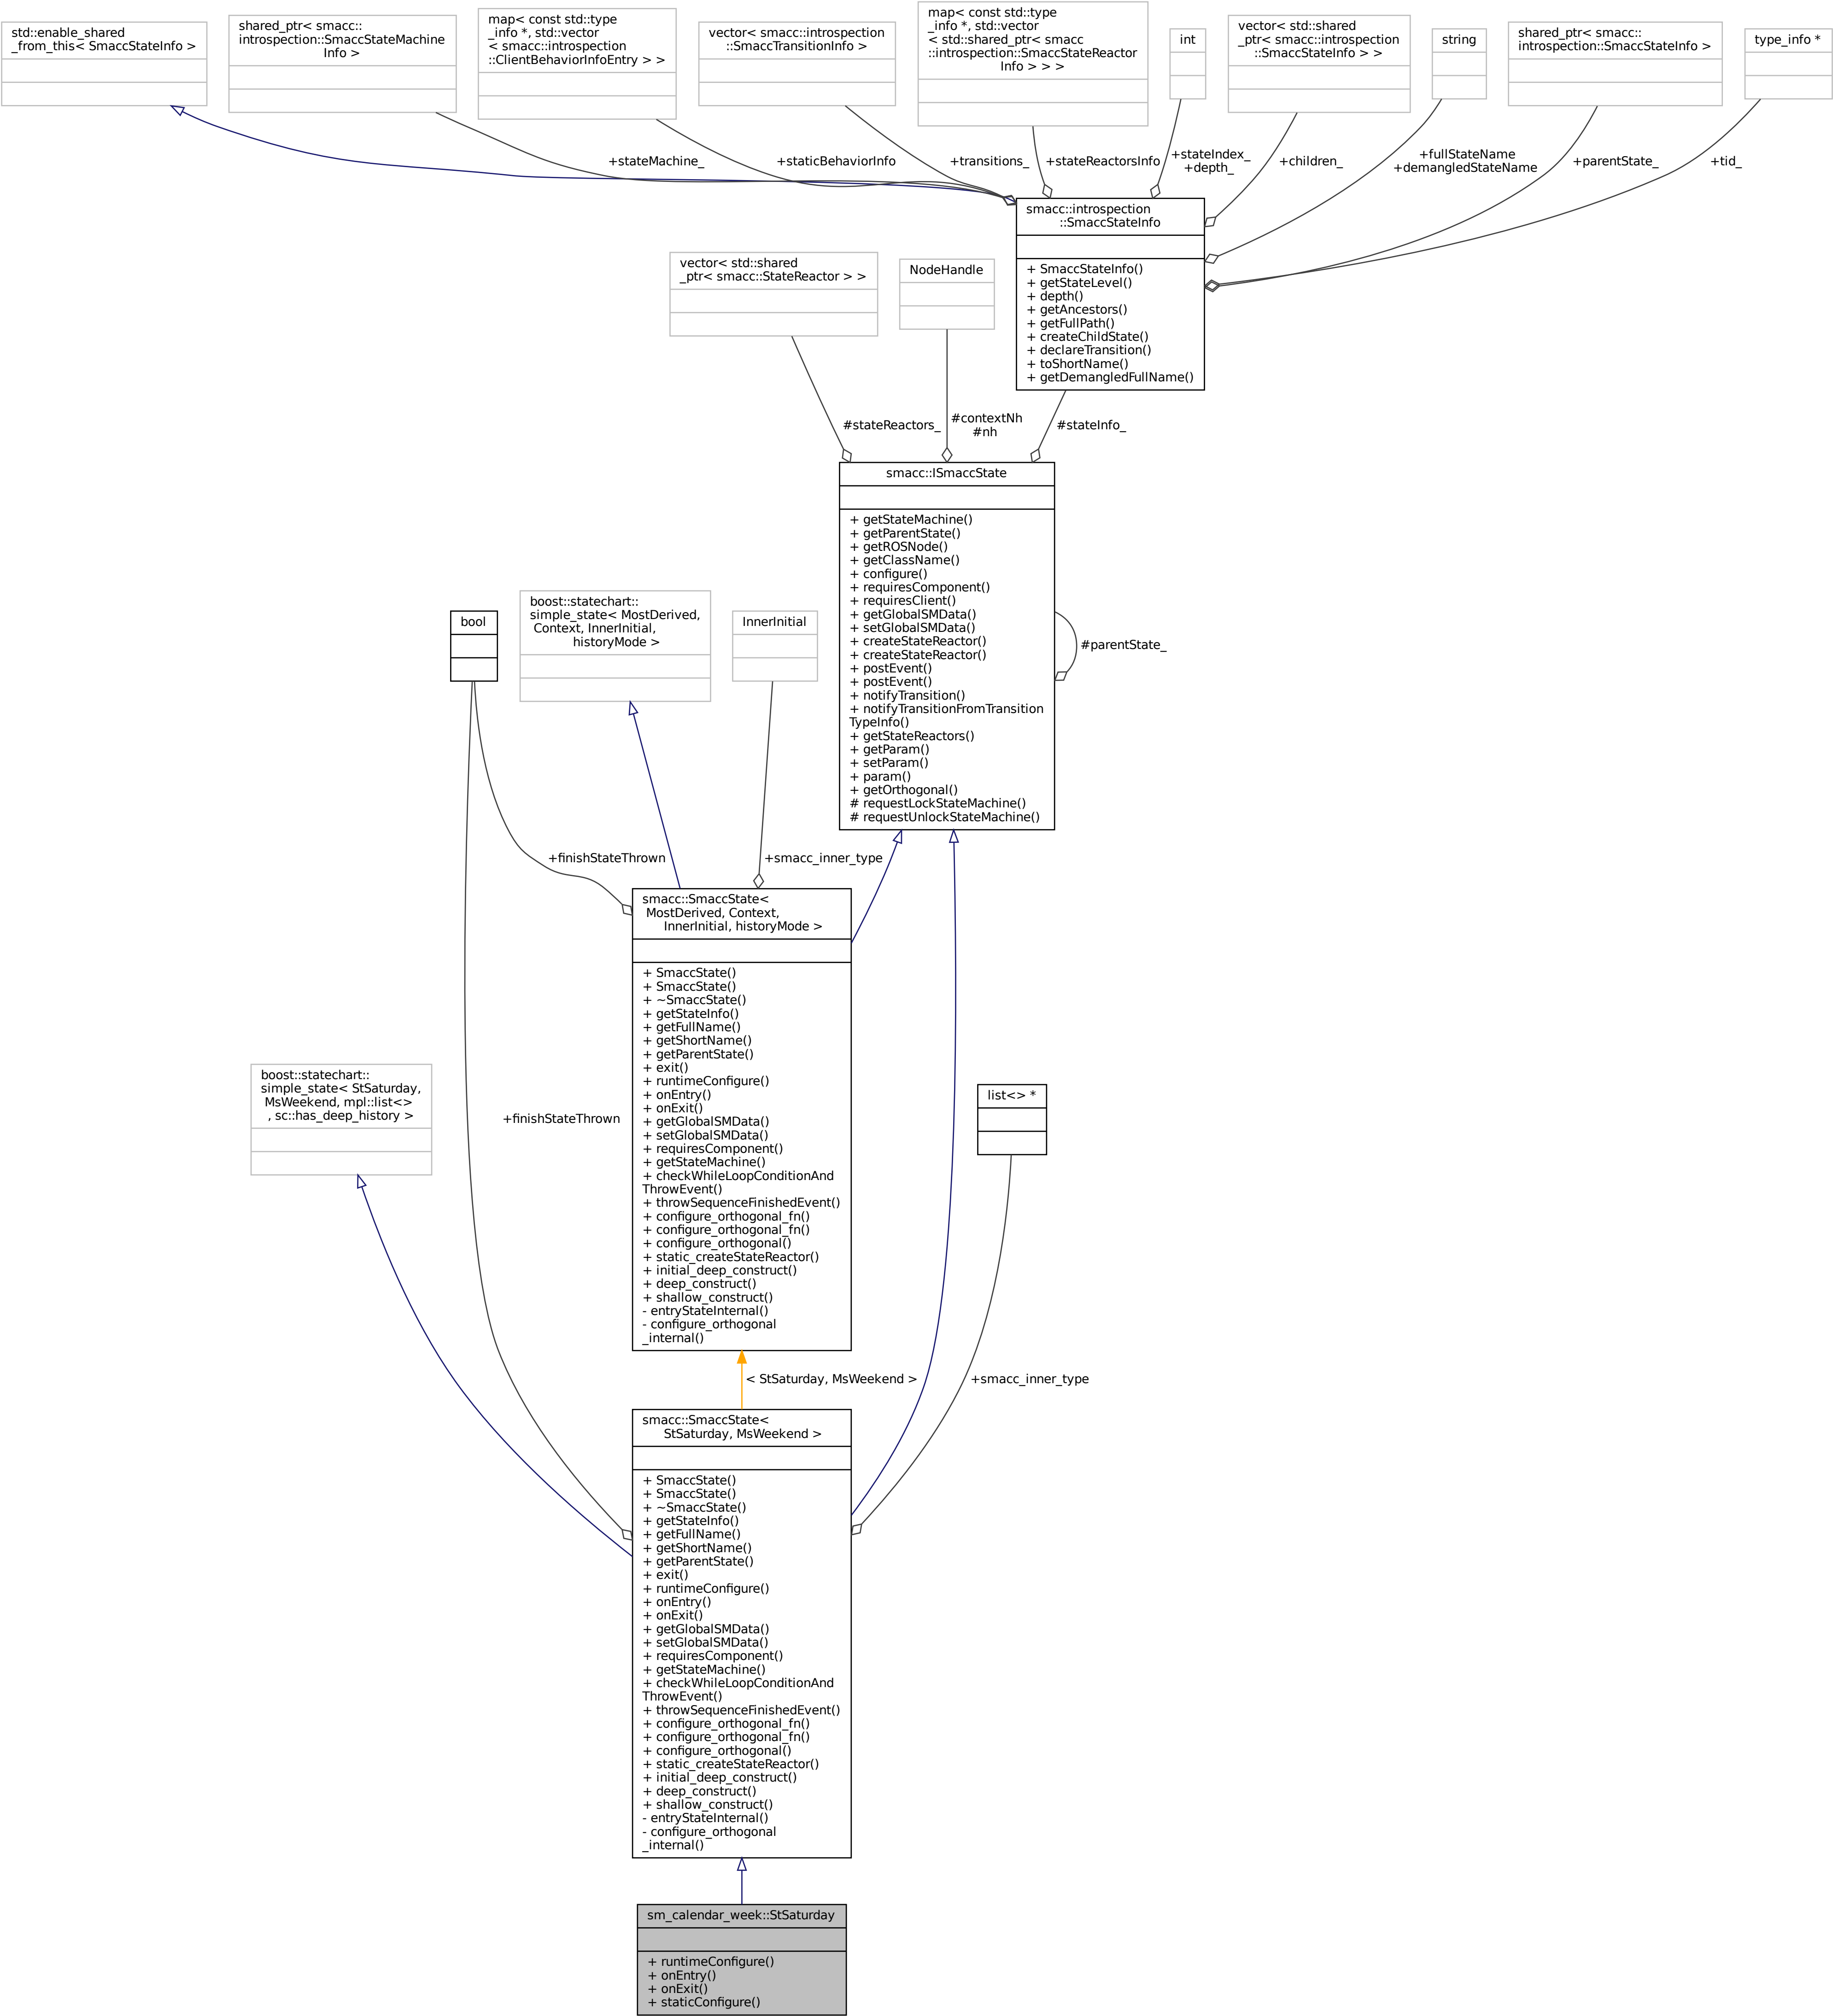 std::enable_shared
_from_this< SmaccStateInfo >
shared_ptr< smacc::
introspection::SmaccStateMachine
Info >
map< const std::type
_info *, std::vector
< smacc::introspection
::ClientBehaviorInfoEntry > >
vector< smacc::introspection
::SmaccTransitionInfo >
map< const std::type
_info *, std::vector
< std::shared_ptr< smacc
::introspection::SmaccStateReactor
Info > > >
int
vector< std::shared
_ptr< smacc::introspection
::SmaccStateInfo > >
string
shared_ptr< smacc::
introspection::SmaccStateInfo >
type_info *
+stateMachine_
+staticBehaviorInfo
+transitions_
+stateReactorsInfo
+stateIndex_
+depth_
+children_
+fullStateName
+demangledStateName
+parentState_
+tid_
smacc::introspection
::SmaccStateInfo
+ SmaccStateInfo()
+ getStateLevel()
+ depth()
+ getAncestors()
+ getFullPath()
+ createChildState()
+ declareTransition()
+ toShortName()
+ getDemangledFullName()
vector< std::shared
_ptr< smacc::StateReactor > >
NodeHandle
#stateReactors_
#contextNh
#nh
#stateInfo_
smacc::ISmaccState
+ getStateMachine()
+ getParentState()
+ getROSNode()
+ getClassName()
+ configure()
+ requiresComponent()
+ requiresClient()
+ getGlobalSMData()
+ setGlobalSMData()
+ createStateReactor()
+ createStateReactor()
+ postEvent()
+ postEvent()
+ notifyTransition()
+ notifyTransitionFromTransition
TypeInfo()
+ getStateReactors()
+ getParam()
+ setParam()
+ param()
+ getOrthogonal()
# requestLockStateMachine()
# requestUnlockStateMachine()
#parentState_
bool
boost::statechart::
simple_state< MostDerived,
Context, InnerInitial,
historyMode >
InnerInitial
+finishStateThrown
+smacc_inner_type
smacc::SmaccState<
MostDerived, Context,
InnerInitial, historyMode >
+ SmaccState()
+ SmaccState()
+ ~SmaccState()
+ getStateInfo()
+ getFullName()
+ getShortName()
+ getParentState()
+ exit()
+ runtimeConfigure()
+ onEntry()
+ onExit()
+ getGlobalSMData()
+ setGlobalSMData()
+ requiresComponent()
+ getStateMachine()
+ checkWhileLoopConditionAnd
ThrowEvent()
+ throwSequenceFinishedEvent()
+ configure_orthogonal_fn()
+ configure_orthogonal_fn()
+ configure_orthogonal()
+ static_createStateReactor()
+ initial_deep_construct()
+ deep_construct()
+ shallow_construct()
- entryStateInternal()
- configure_orthogonal
_internal()
boost::statechart::
simple_state< StSaturday,
MsWeekend, mpl::list<>
, sc::has_deep_history >
+finishStateThrown
list<> *
< StSaturday, MsWeekend >
+smacc_inner_type
smacc::SmaccState<
StSaturday, MsWeekend >
+ SmaccState()
+ SmaccState()
+ ~SmaccState()
+ getStateInfo()
+ getFullName()
+ getShortName()
+ getParentState()
+ exit()
+ runtimeConfigure()
+ onEntry()
+ onExit()
+ getGlobalSMData()
+ setGlobalSMData()
+ requiresComponent()
+ getStateMachine()
+ checkWhileLoopConditionAnd
ThrowEvent()
+ throwSequenceFinishedEvent()
+ configure_orthogonal_fn()
+ configure_orthogonal_fn()
+ configure_orthogonal()
+ static_createStateReactor()
+ initial_deep_construct()
+ deep_construct()
+ shallow_construct()
- entryStateInternal()
- configure_orthogonal
_internal()
sm_calendar_week::StSaturday
+ runtimeConfigure()
+ onEntry()
+ onExit()
+ staticConfigure()